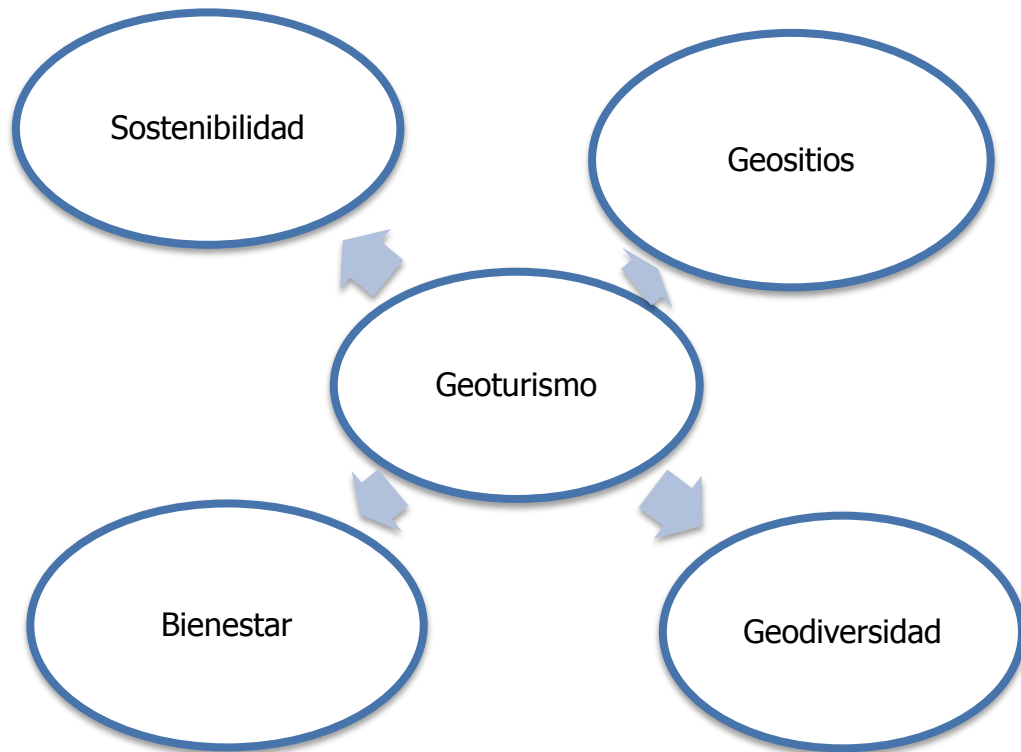 Sostenibilidad
Geositios
Geoturismo
Bienestar
Geodiversidad